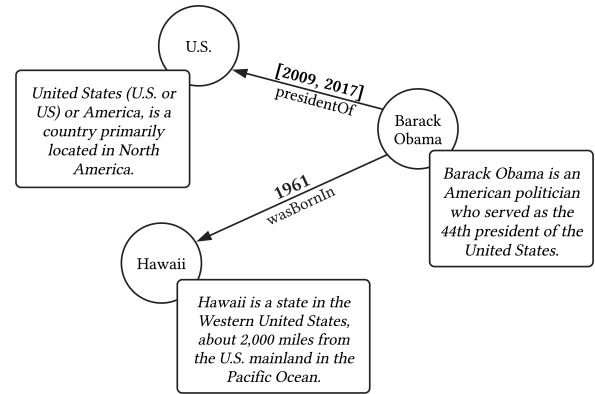 U.S.
United States (U.S. or
US) or America, is a
country primarily
located in North
America.
[2009, 2017]
presidentOf
Barack
Obama
Barack Obama is an
American politician
who served as the
44th president of the
United States.
1961
wasBornIn
Hawaii
Hawaii is a state in the
Western United States,
about 2,000 miles from
the U.S. mainland in the
Pacific Ocean.